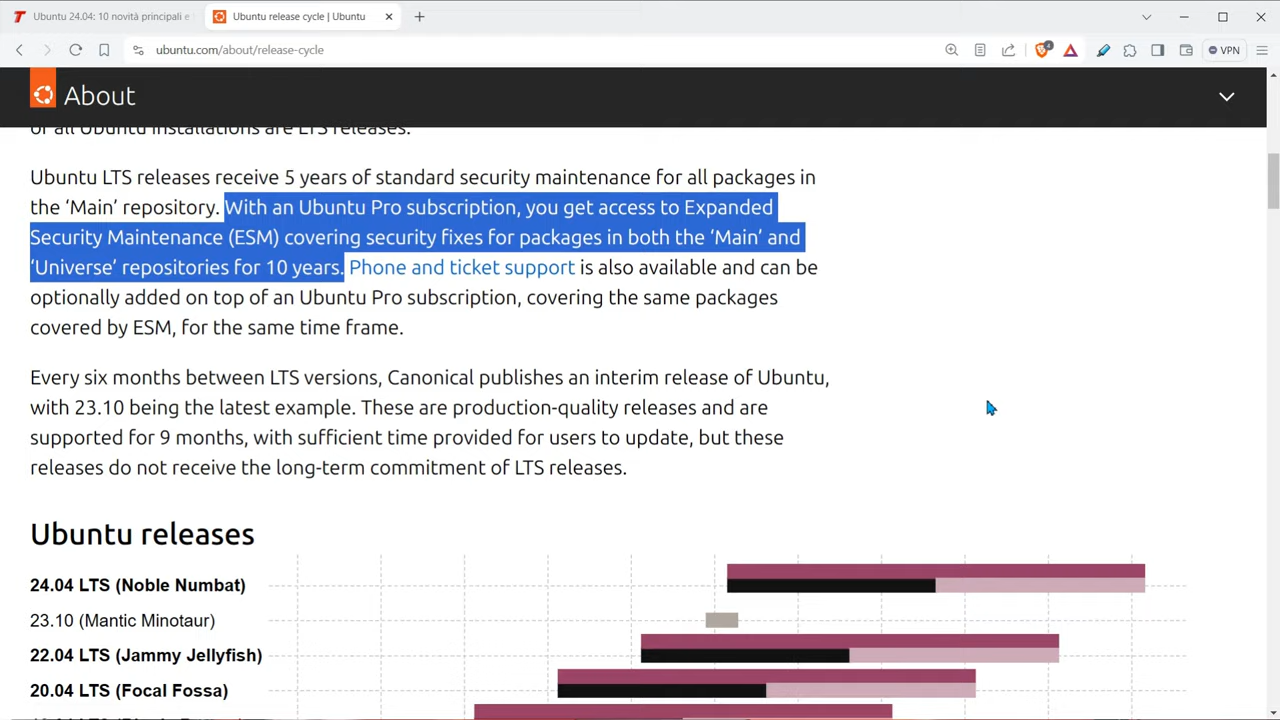 Ubuntu 24.04: 10 novità principali e
Ubuntu release cycle | Ubuntu
ubuntu.com/about/release-cycle
4
VPN
About
of all Ubuntu installations are LTS releases.
Ubuntu LTS releases receive 5 years of standard security maintenance for all packages in
the ‘Main’ repository. With an Ubuntu Pro subscription, you get access to Expanded
Security Maintenance (ESM) covering security fixes for packages in both the ‘Main’ and
‘Universe’ repositories for 10 years. Phone and ticket support is also available and can be
optionally added on top of an Ubuntu Pro subscription, covering the same packages
covered by ESM, for the same time frame.
Every six months between LTS versions, Canonical publishes an interim release of Ubuntu,
with 23.10 being the latest example. These are production-quality releases and are
supported for 9 months, with sufficient time provided for users to update, but these
releases do not receive the long-term commitment of LTS releases.
Ubuntu releases
24.04 LTS (Noble Numbat)
23.10 (Mantic Minotaur)
22.04 LTS (Jammy Jellyfish)
20.04 LTS (Focal Fossa)